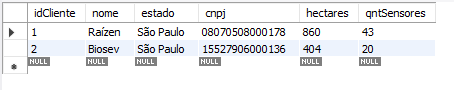 idCliente nome estado cnpj hectares qntSensores
1 Raízen São Paulo 08070508000178 860 43
2 Biosev São Paulo 15527906000136 404 20
NULL NULL NULL NULL NULL NULL